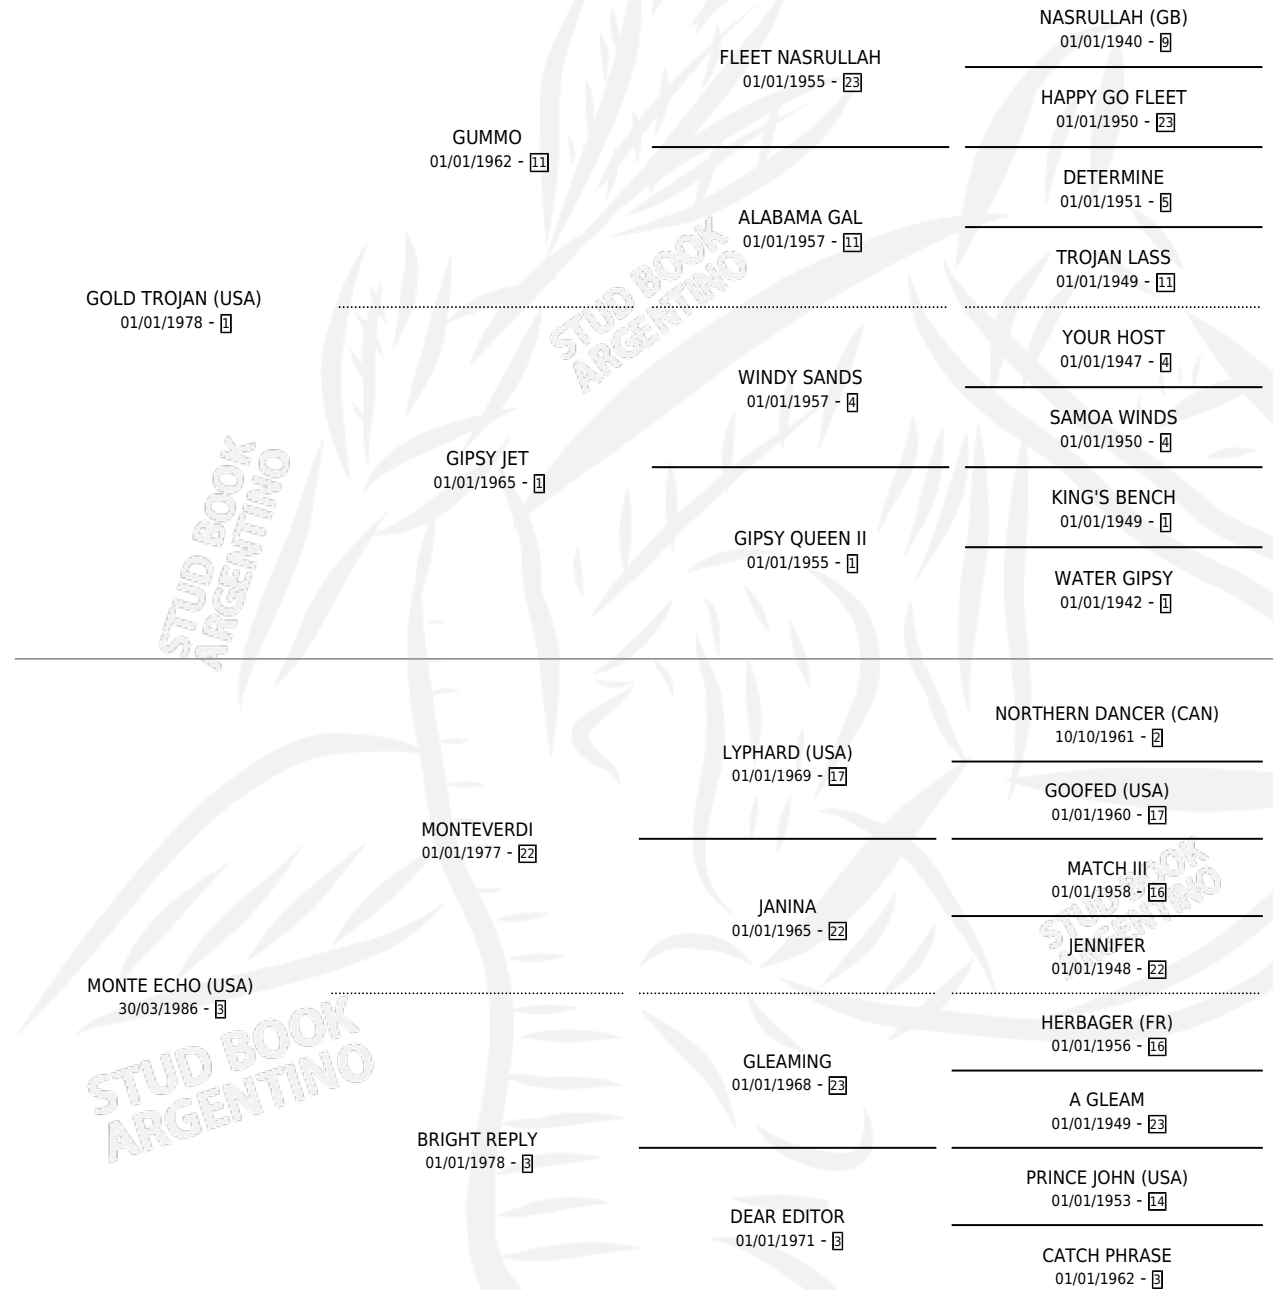 NASRULLAH (GB)
01/01/1940 - 9
FLEET NASRULLAH
01/01/1955 - 23
HAPPY GO FLEET
01/01/1950 - 23
GUMMO
01/01/1962 - 11
DETERMINE
01/01/1951 - 5
ALABAMA GAL
01/01/1957 - 11
TROJAN LASS
01/01/1949 - 11
GOLD TROJAN (USA)
01/01/1978 - 1
YOUR HOST
01/01/1947 - 4
WINDY SANDS
01/01/1957 - 4
SAMOA WINDS
01/01/1950 - 4
GIPSY JET
01/01/1965 - 1
KING'S BENCH
01/01/1949 - 1
GIPSY QUEEN II
01/01/1955 - 1
WATER GIPSY
01/01/1942 - 1
STUD BOOK
ARGENTINO
STUD BOOK
ARGENTINO
NORTHERN DANCER (CAN)
10/10/1961 - 2
LYPHARD (USA)
01/01/1969 - 17
GOOFED (USA)
01/01/1960 - 17
MONTEVERDI
01/01/1977 - 22
MATCH III
01/01/1958 - 16
JANINA
01/01/1965 - 22
JENNIFER
01/01/1948 - 22
MONTE ECHO (USA)
30/03/1986 - 3
HERBAGER (FR)
01/01/1956 - 16
GLEAMING
01/01/1968 - 23
A GLEAM
01/01/1949 - 23
BRIGHT REPLY
01/01/1978 - 3
PRINCE JOHN (USA)
01/01/1953 - 14
DEAR EDITOR
01/01/1971 - 3
CATCH PHRASE
01/01/1962 - 3
STUD BOOK
ARGENTINO
STUD BOOK
ARGENTINO